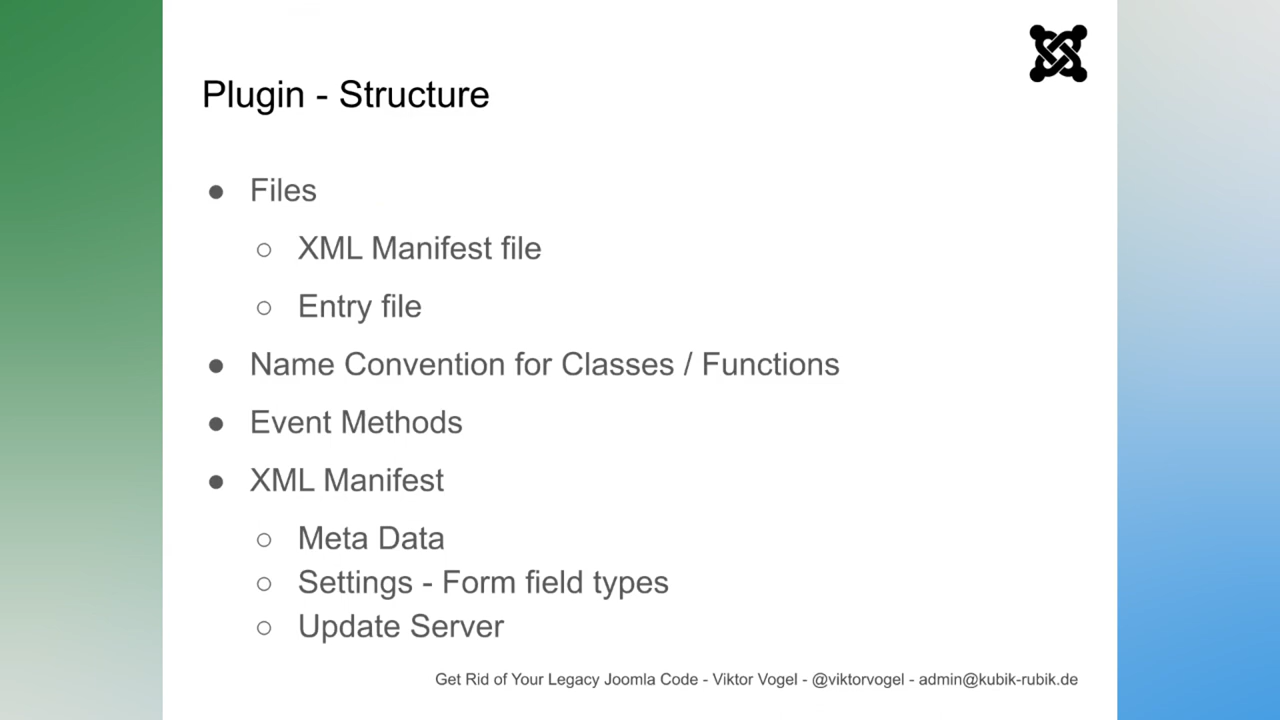 Plugin - Structure
● Files
○ XML Manifest file
○ Entry file
● Name Convention for Classes / Functions
● Event Methods
● XML Manifest
○ Meta Data
○ Settings - Form field types
○ Update Server
Get Rid of Your Legacy Joomla Code - Viktor Vogel - @viktorvogel - admin@kubik-rubik.de